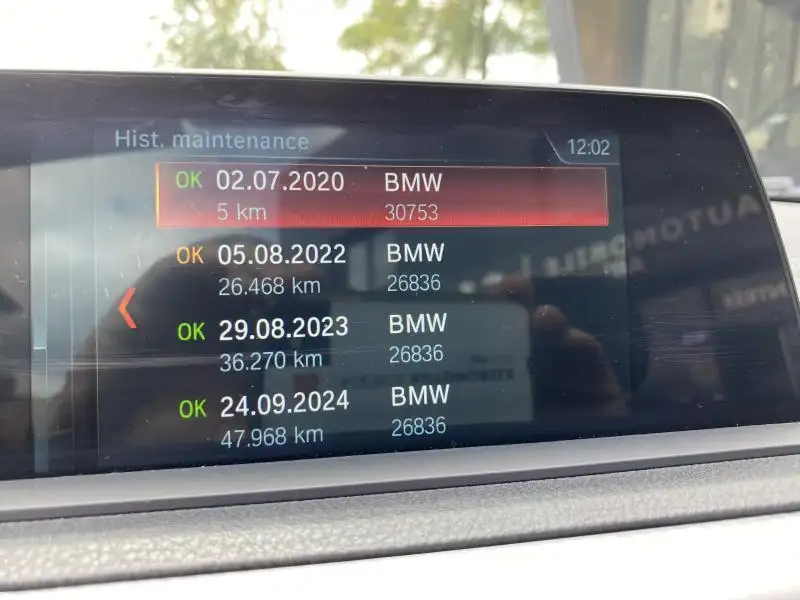 Hist. maintenance 12:02
OK 02.07.2020 BMW
5 km 30753
OK 05.08.2022 BMW
26.468 km 26836
OK 29.08.2023 BMW
36.270 km 26836
OK 24.09.2024 BMW
47.968 km 26836
AUTOMOBILES